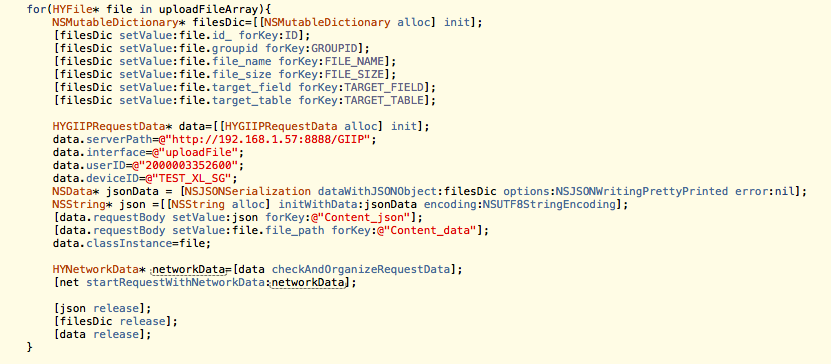 for(HYFile* file in uploadFileArray){
NSMutableDictionary* filesDic=[[NSMutableDictionary alloc] init];
[filesDic setValue:file.id_ forKey:ID];
[filesDic setValue:file.groupid forKey:GROUPID];
[filesDic setValue:file.file_name forKey:FILE_NAME];
[filesDic setValue:file.file_size forKey:FILE_SIZE];
[filesDic setValue:file.target_field forKey:TARGET_FIELD];
[filesDic setValue:file.target_table forKey:TARGET_TABLE];
HYGIIPRequestData* data=[[HYGIIPRequestData alloc] init];
data.serverPath=@"http://192.168.1.57:8888/GIIP";
data.interface=@"uploadFile";
data.userID=@"2000003352600";
data.deviceID=@"TEST_XL_SG";
NSData* jsonData = [NSJSONSerialization dataWithJSONObject:filesDic options:NSJSONWritingPrettyPrinted error:nil];
NSString* json =[[NSString alloc] initWithData:jsonData encoding:NSUTF8StringEncoding];
[data.requestBody setValue:json forKey:@"Content_json"];
[data.requestBody setValue:file.file_path forKey:@"Content_data"];
data.classInstance=file;
HYNetworkData* networkData=[data checkAndOrganizeRequestData];
[net startRequestWithNetworkData:networkData];
[json release];
[filesDic release];
[data release];
}